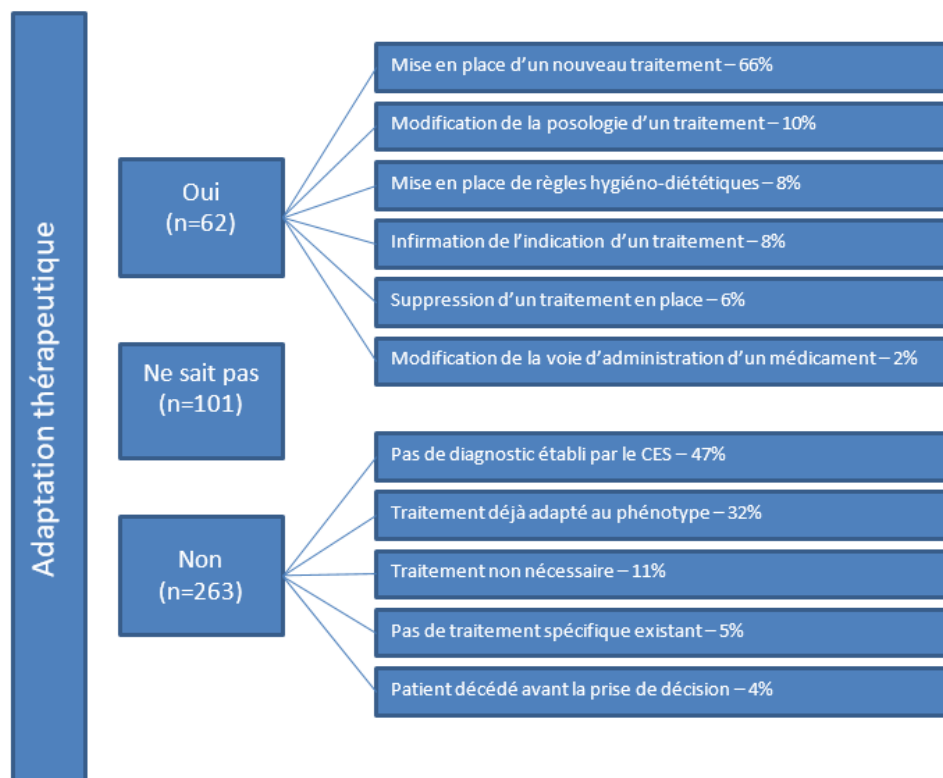 Adaptation thérapeutique
Oui
(n=62)
Mise en place d'un nouveau traitement – 66%
Modification de la posologie d'un traitement – 10%
Mise en place de règles hygiéno-diététiques – 8%
Infirmation de l'indication d'un traitement – 8%
Suppression d'un traitement en place – 6%
Modification de la voie d'administration d'un médicament – 2%
Ne sait pas
(n=101)
Non
(n=263)
Pas de diagnostic établi par le CES – 47%
Traitement déjà adapté au phénotype – 32%
Traitement non nécessaire – 11%
Pas de traitement spécifique existant – 5%
Patient décédé avant la prise de décision – 4%